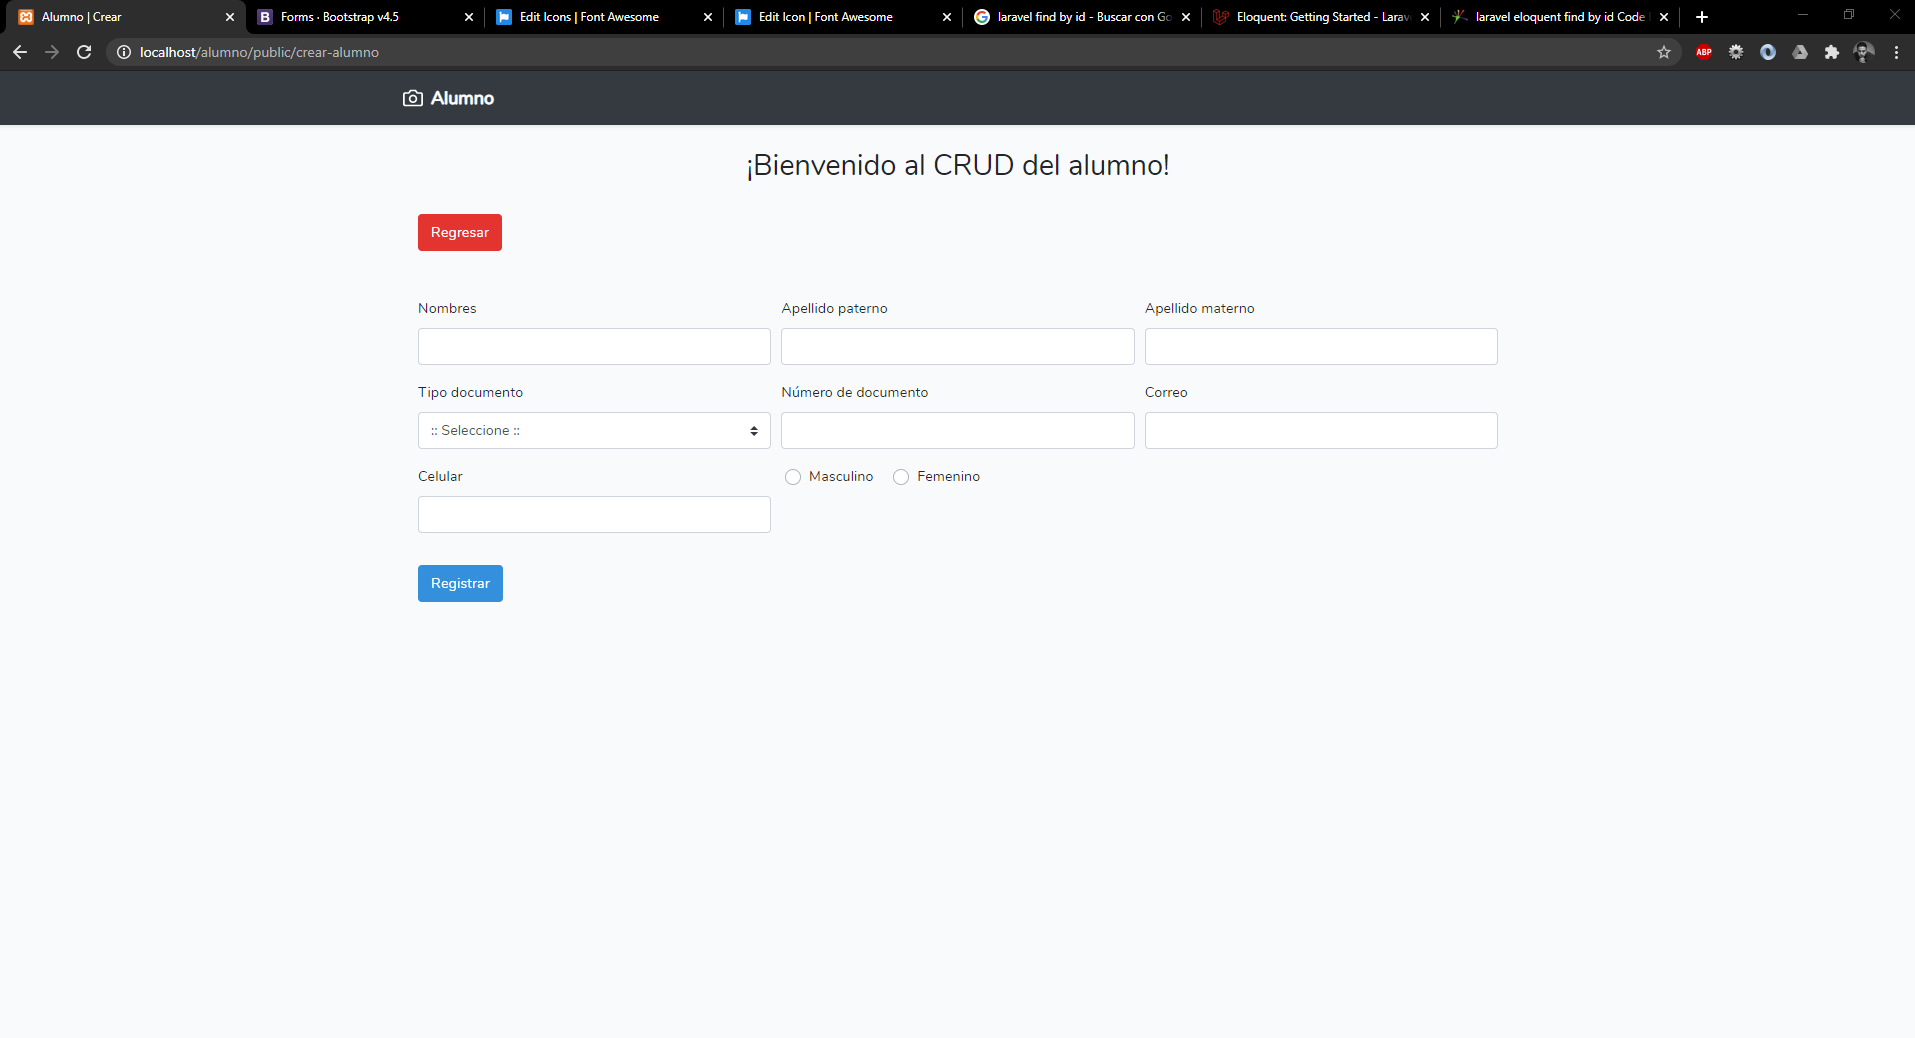 Alumno | Crear
Forms · Bootstrap v4.5
Edit Icons | Font Awesome
Edit Icon | Font Awesome
laravel find by id - Buscar con Go
Eloquent: Getting Started - Larav
laravel eloquent find by id Code
localhost/alumno/public/crear-alumno
ABP
Alumno
¡Bienvenido al CRUD del alumno!
Regresar
Nombres Apellido paterno Apellido materno
Tipo documento Número de documento Correo
:: Seleccione ::
Celular Masculino Femenino
Registrar